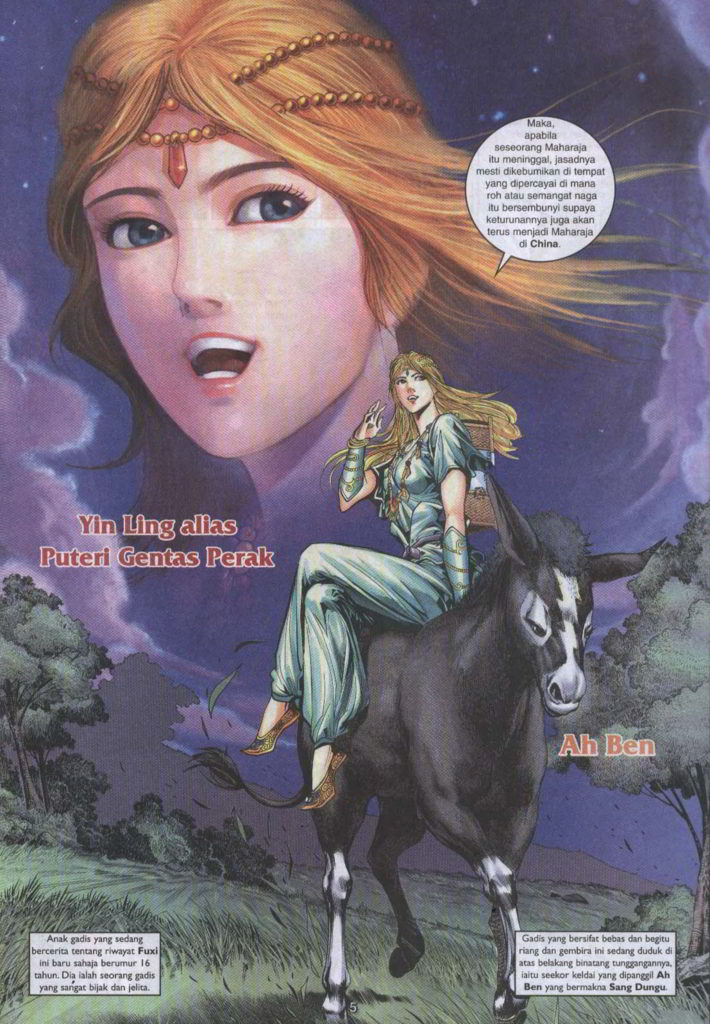 Maka,
apabila
seseorang Maharaja
itu meninggal, jasadnya
mesti dikebumikan di tempat
yang dipercayai di mana
roh atau semangat naga
itu bersembunyi supaya
keturunannya juga akan
terus menjadi Maharaja
di China.
Yin Ling alias
Puteri Gentas Perak
Ah Ben
Anak gadis yang sedang
bercerita tentang riwayat Fuxi
ini baru sahaja berumur 16
tahun. Dia ialah seorang gadis
yang sangat bijak dan jelita.
Gadis yang bersifat bebas dan begitu
riang dan gembira ini sedang duduk di
atas belakang binatang tunggangannya,
iaitu seekor keldai yang dipanggil Ah
Ben yang bermakna Sang Dungu.
5